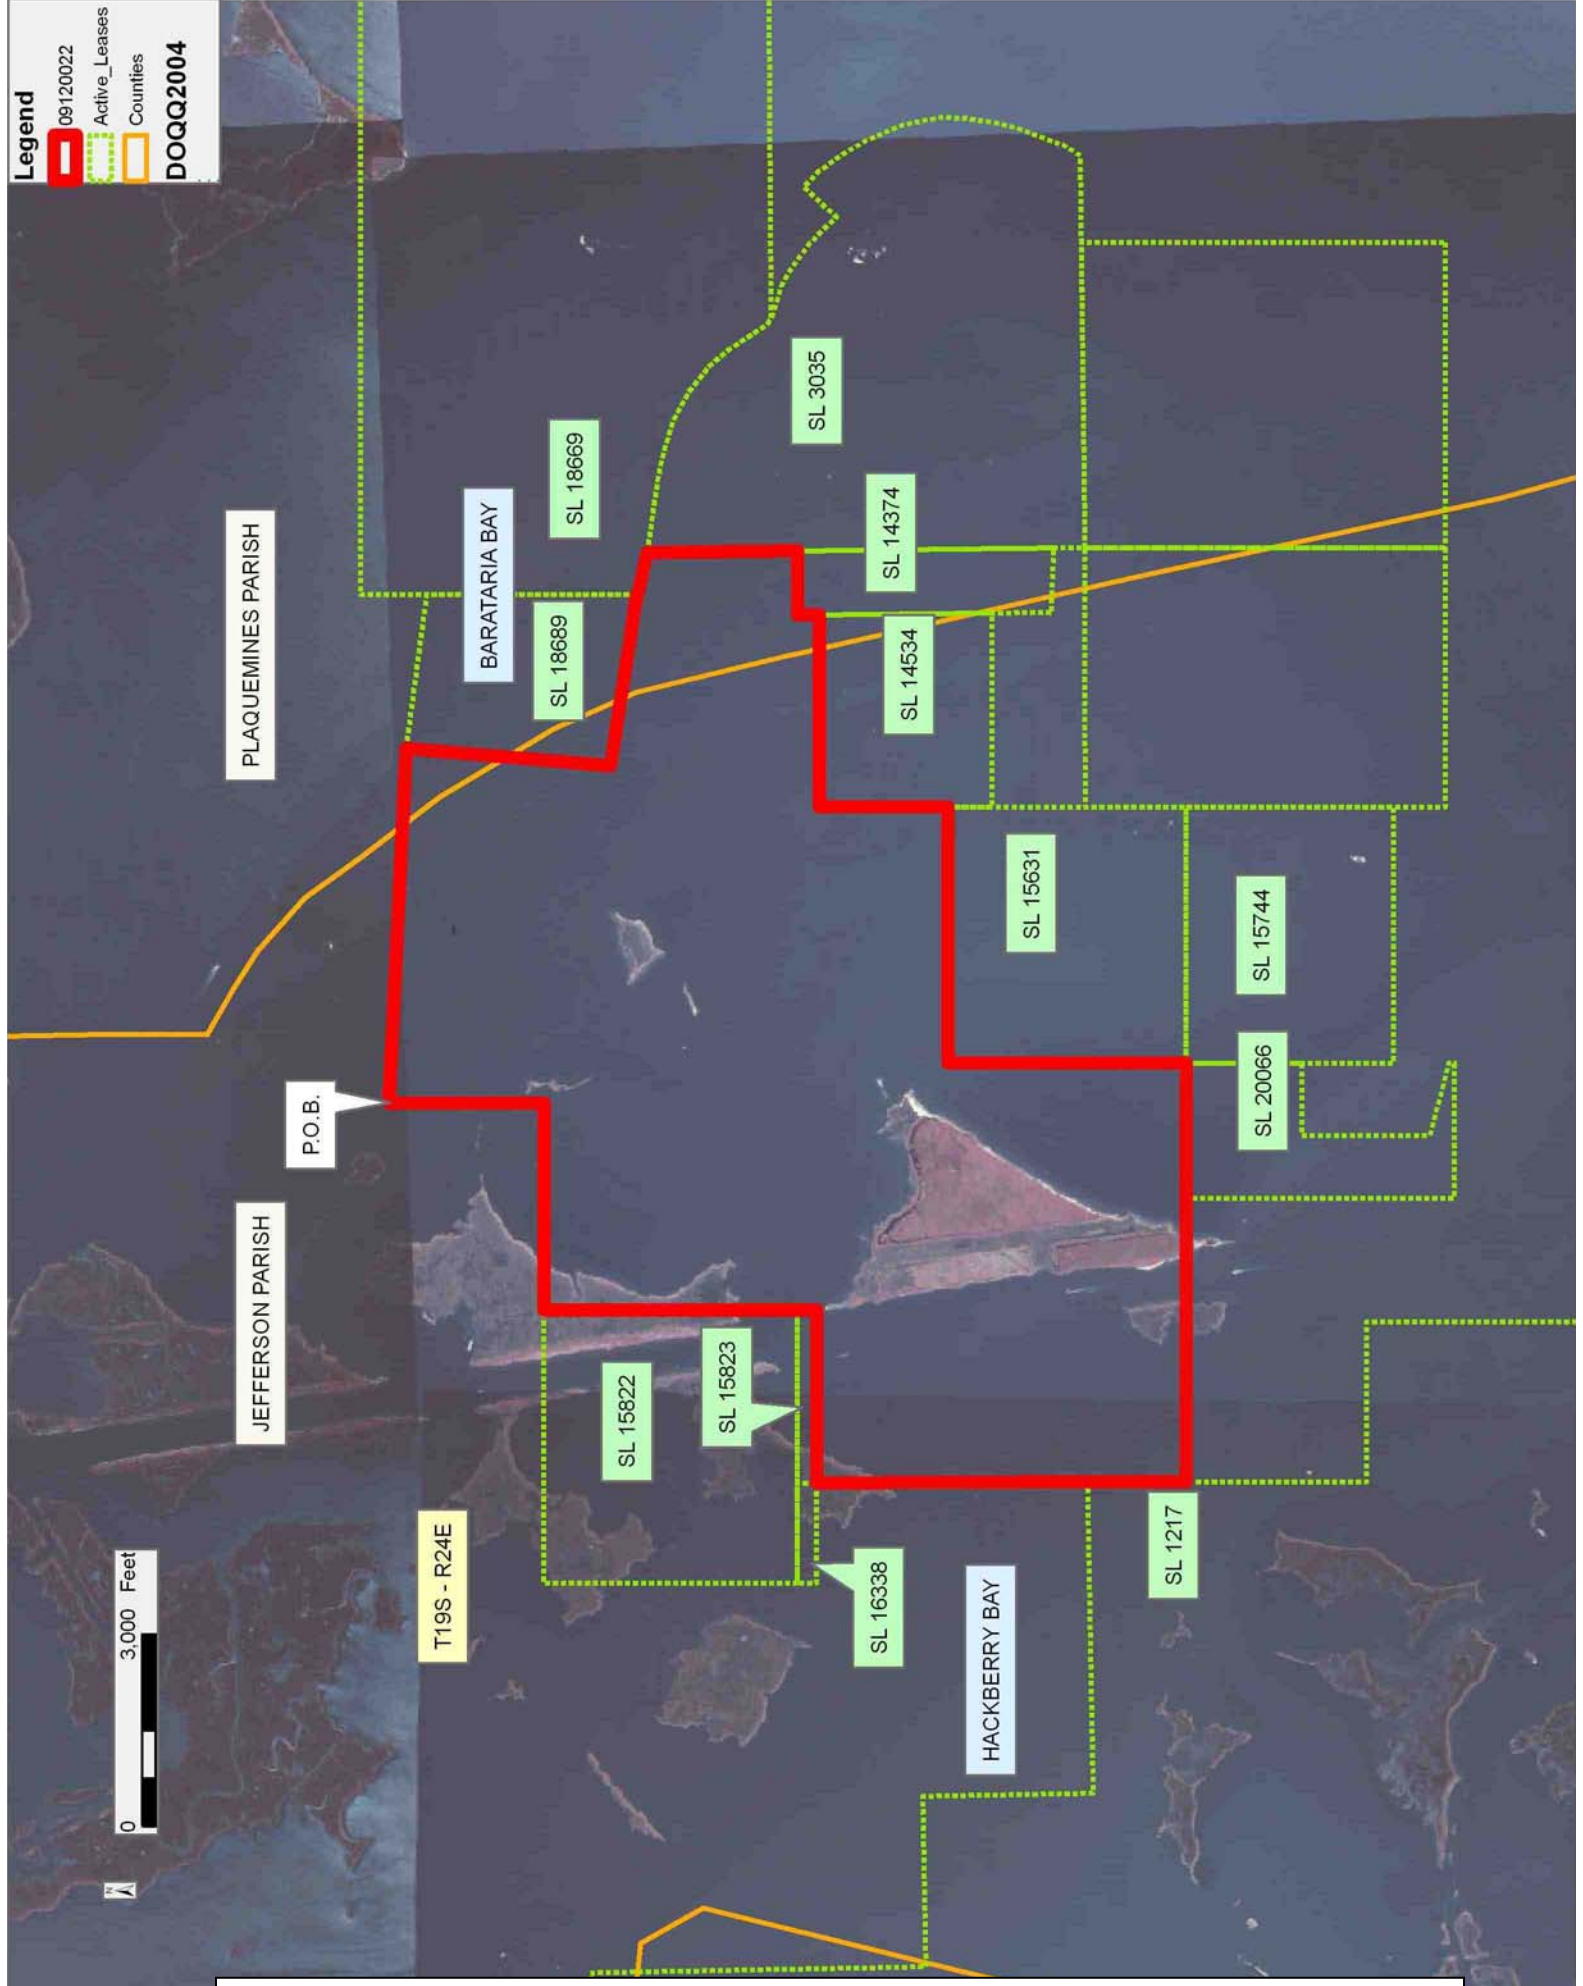 Legend
09120022
Active_Leases
Counties
DOQQ2004
0 3,000 Feet
N
JEFFERSON PARISH
P.O.B.
PLAQUEMINES PARISH
T19S - R24E
BARATARIA BAY
SL 18689
SL 18669
SL 15822
SL 15823
SL 3035
SL 16338
SL 14534
SL 14374
HACKBERRY BAY
SL 15631
SL 1217
SL 20066
SL 15744